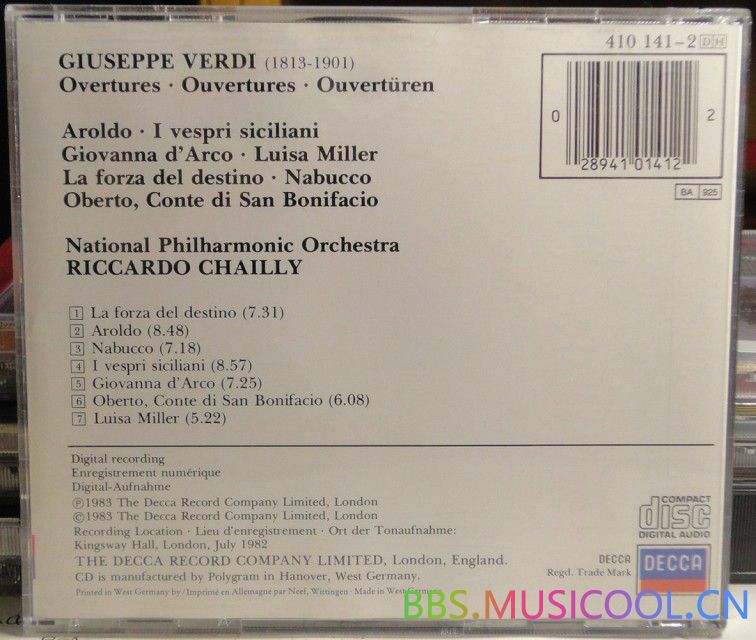 410 141-2 DH
GIUSEPPE VERDI (1813-1901)
Overtures · Ouvertures · Ouvertüren
Aroldo · I vespri siciliani
Giovanna d'Arco · Luisa Miller
La forza del destino · Nabucco
Oberto, Conte di San Bonifacio
0 28941 01412 2
BA 925
National Philharmonic Orchestra
RICCARDO CHAILLY
1 La forza del destino (7.31)
2 Aroldo (8.48)
3 Nabucco (7.18)
4 I vespri siciliani (8.57)
5 Giovanna d'Arco (7.25)
6 Oberto, Conte di San Bonifacio (6.08)
7 Luisa Miller (5.22)
Digital recording
Enregistrement numérique
Digital-Aufnahme
℗1983 The Decca Record Company Limited, London
©1983 The Decca Record Company Limited, London
Recording Location · Lieu d'enregistrement · Ort der Tonaufnahme:
Kingsway Hall, London, July 1982
THE DECCA RECORD COMPANY LIMITED, London, England.
CD is manufactured by Polygram in Hanover, West Germany.
Printed in West Germany by / Imprimé en Allemagne par Neef, Wittingen · Made in West Germany
COMPACT
disc
DIGITAL AUDIO
DECCA
Regd. Trade Mark
DECCA
BBS.MUSICOOL.CN